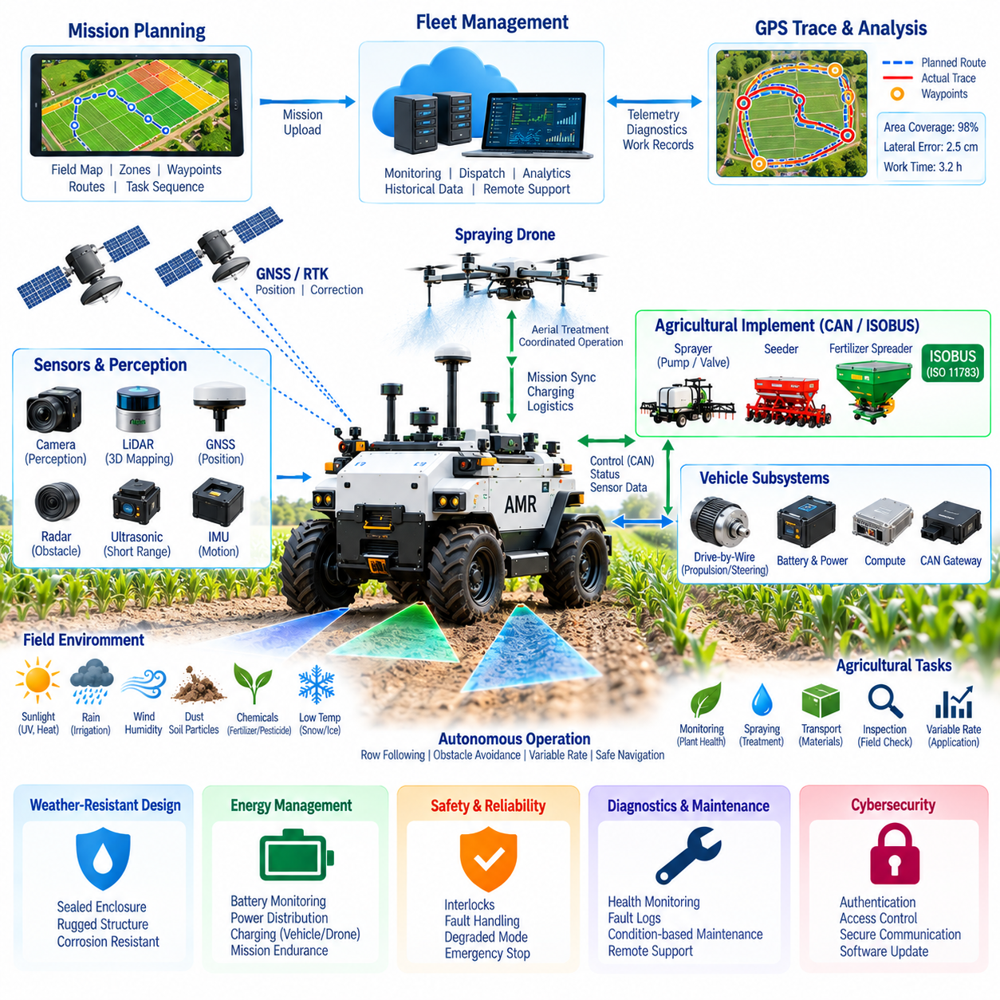 Mission Planning
Fleet Management
GPS Trace & Analysis
Field Map | Zones | Waypoints
Routes | Task Sequence
Mission
Upload
Monitoring | Dispatch | Analytics
Historical Data | Remote Support
Telemetry
Diagnostics
Work Records
Planned Route
Actual Trace
Waypoints
Area Coverage: 98%
Lateral Error: 2.5 cm
Work Time: 3.2 h
GNSS / RTK
Position | Correction
Spraying Drone
Aerial Treatment
Coordinated Operation
Mission Sync
Charging
Logistics
Agricultural Implement (CAN / ISOBUS)
Sprayer
(Pump / Valve)
Seeder
Fertilizer Spreader
ISOBUS
(ISO 11783)
Sensors & Perception
Camera
(Perception)
LiDAR
(3D Mapping)
GNSS
(Position)
Radar
(Obstacle)
Ultrasonic
(Short Range)
IMU
(Motion)
AMR
Control (CAN)
Status
Sensor Data
Vehicle Subsystems
Drive-by-Wire
(Propulsion/Steering)
Battery & Power
Compute
CAN Gateway
Field Environment
Sunlight
(UV, Heat)
Rain
(Irrigation)
Wind
Humidity
Dust
Soil Particles
Chemicals
(Fertilizer/Pesticide)
Low Temp
(Snow/Ice)
Autonomous Operation
Row Following | Obstacle Avoidance | Variable Rate | Safe Navigation
Agricultural Tasks
Monitoring
(Plant Health)
Spraying
(Treatment)
Transport
(Materials)
Inspection
(Field Check)
Variable Rate
(Application)
Weather-Resistant Design
Sealed Enclosure
Rugged Structure
Corrosion Resistant
Energy Management
Battery Monitoring
Power Distribution
Charging (Vehicle/Drone)
Mission Endurance
Safety & Reliability
Interlocks
Fault Handling
Degraded Mode
Emergency Stop
Diagnostics & Maintenance
Health Monitoring
Fault Logs
Condition-based Maintenance
Remote Support
Cybersecurity
Authentication
Access Control
Secure Communication
Software Update